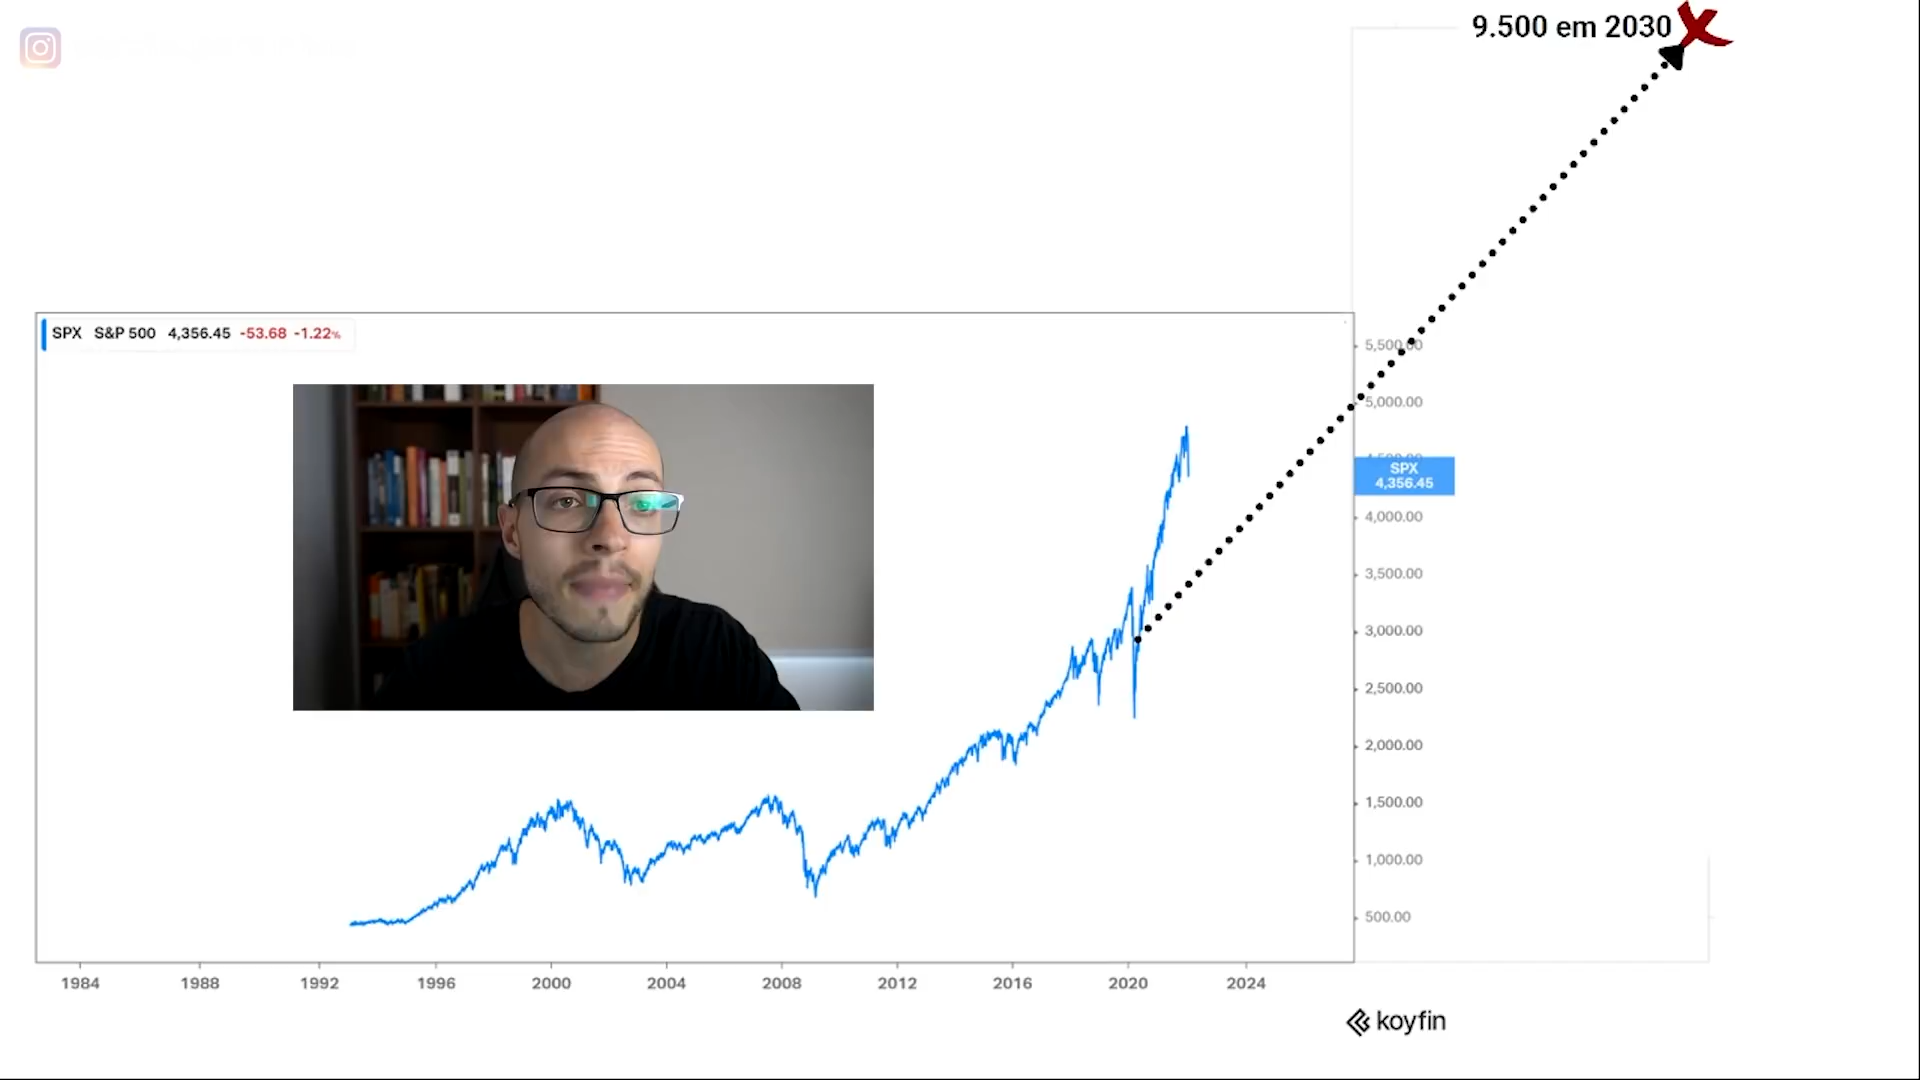 9.500 em 2030
SPX S&P 500 4,356.45 -53.68 -1.22%
5,500.00
5,000.00
4,500.00
SPX
4,356.45
4,000.00
3,500.00
3,000.00
2,500.00
2,000.00
1,500.00
1,000.00
500.00
1984 1988 1992 1996 2000 2004 2008 2012 2016 2020 2024
koyfin